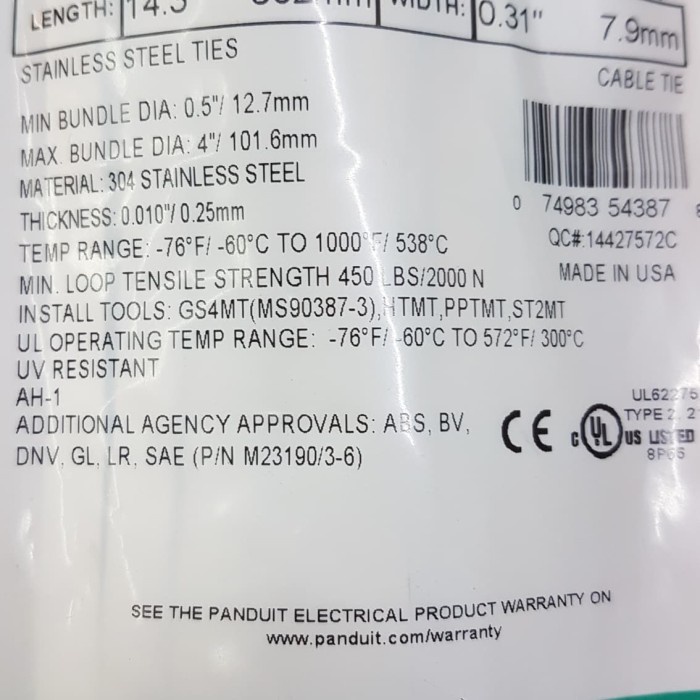 LENGTH: 14.3 WIDTH: 0.31" 7.9mm
STAINLESS STEEL TIES
CABLE TIE
MIN BUNDLE DIA: 0.5"/ 12.7mm
MAX. BUNDLE DIA: 4"/ 101.6mm
MATERIAL: 304 STAINLESS STEEL
THICKNESS: 0.010"/ 0.25mm
0 74983 54387
TEMP RANGE: -76°F/ -60°C TO 1000°F/ 538°C
QC#:14427572C
MIN. LOOP TENSILE STRENGTH 450 LBS/2000 N
MADE IN USA
INSTALL TOOLS: GS4MT(MS90387-3),HTMT,PPTMT,ST2MT
UL OPERATING TEMP RANGE: -76°F/ -60°C TO 572°F/ 300°C
UV RESISTANT
AH-1
ADDITIONAL AGENCY APPROVALS: ABS, BV,
DNV, GL, LR, SAE (P/N M23190/3-6)
CE
UL62275
TYPE 2, 2
c UL US LISTED
8P65
SEE THE PANDUIT ELECTRICAL PRODUCT WARRANTY ON
www.panduit.com/warranty